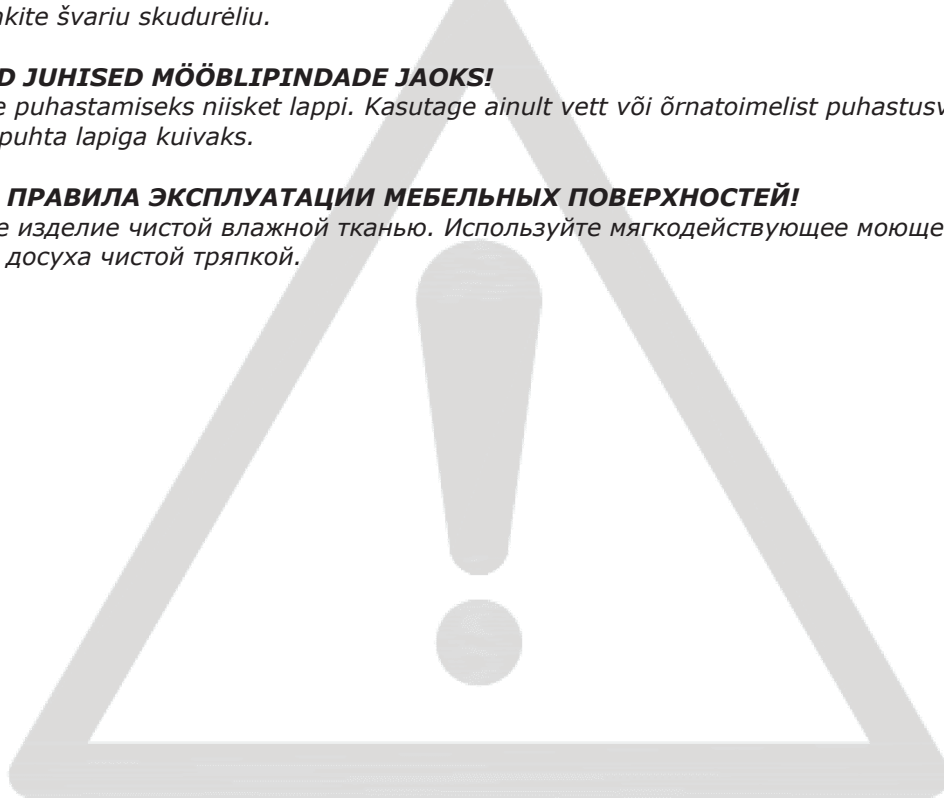 kite švariu skudurėliu.
D JUHISED MÖÖBLIPINDADE JAOKS!
e puhastamiseks niisket lappi. Kasutage ainult vett või õrnatoimelist puhastusv
puhta lapiga kuivaks.
ПРАВИЛА ЭКСПЛУАТАЦИИ МЕБЕЛЬНЫХ ПОВЕРХНОСТЕЙ!
е изделие чистой влажной тканью. Используйте мягкодействующее моюще
досуха чистой тряпкой.